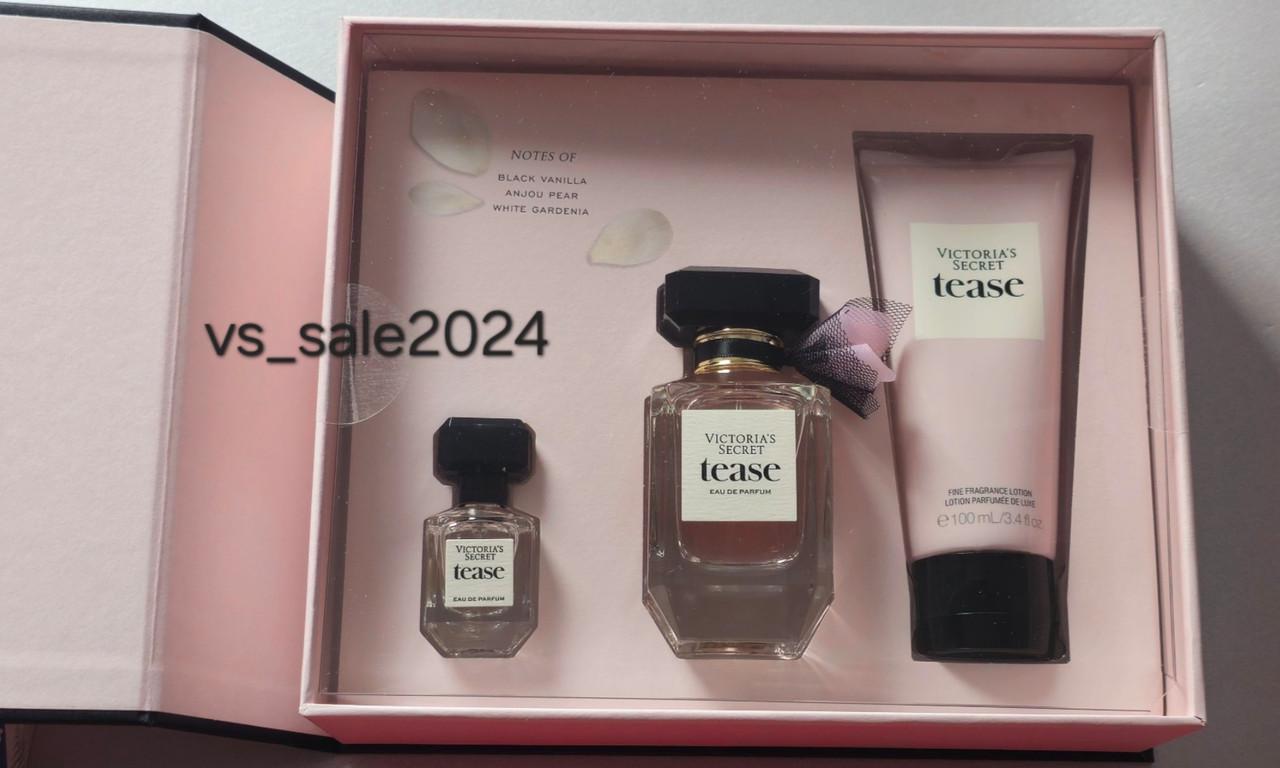 NOTES OF
BLACK VANILLA
ANJOU PEAR
WHITE GARDENIA
vs_sale2024
VICTORIA'S
SECRET
tease
EAU DE PARFUM
VICTORIA'S
SECRET
tease
EAU DE PARFUM
VICTORIA'S
SECRET
tease
FINE FRAGRANCE LOTION
LOTION PARFUMÉE DE LUXE
℮ 100 mL/3.4 fl oz